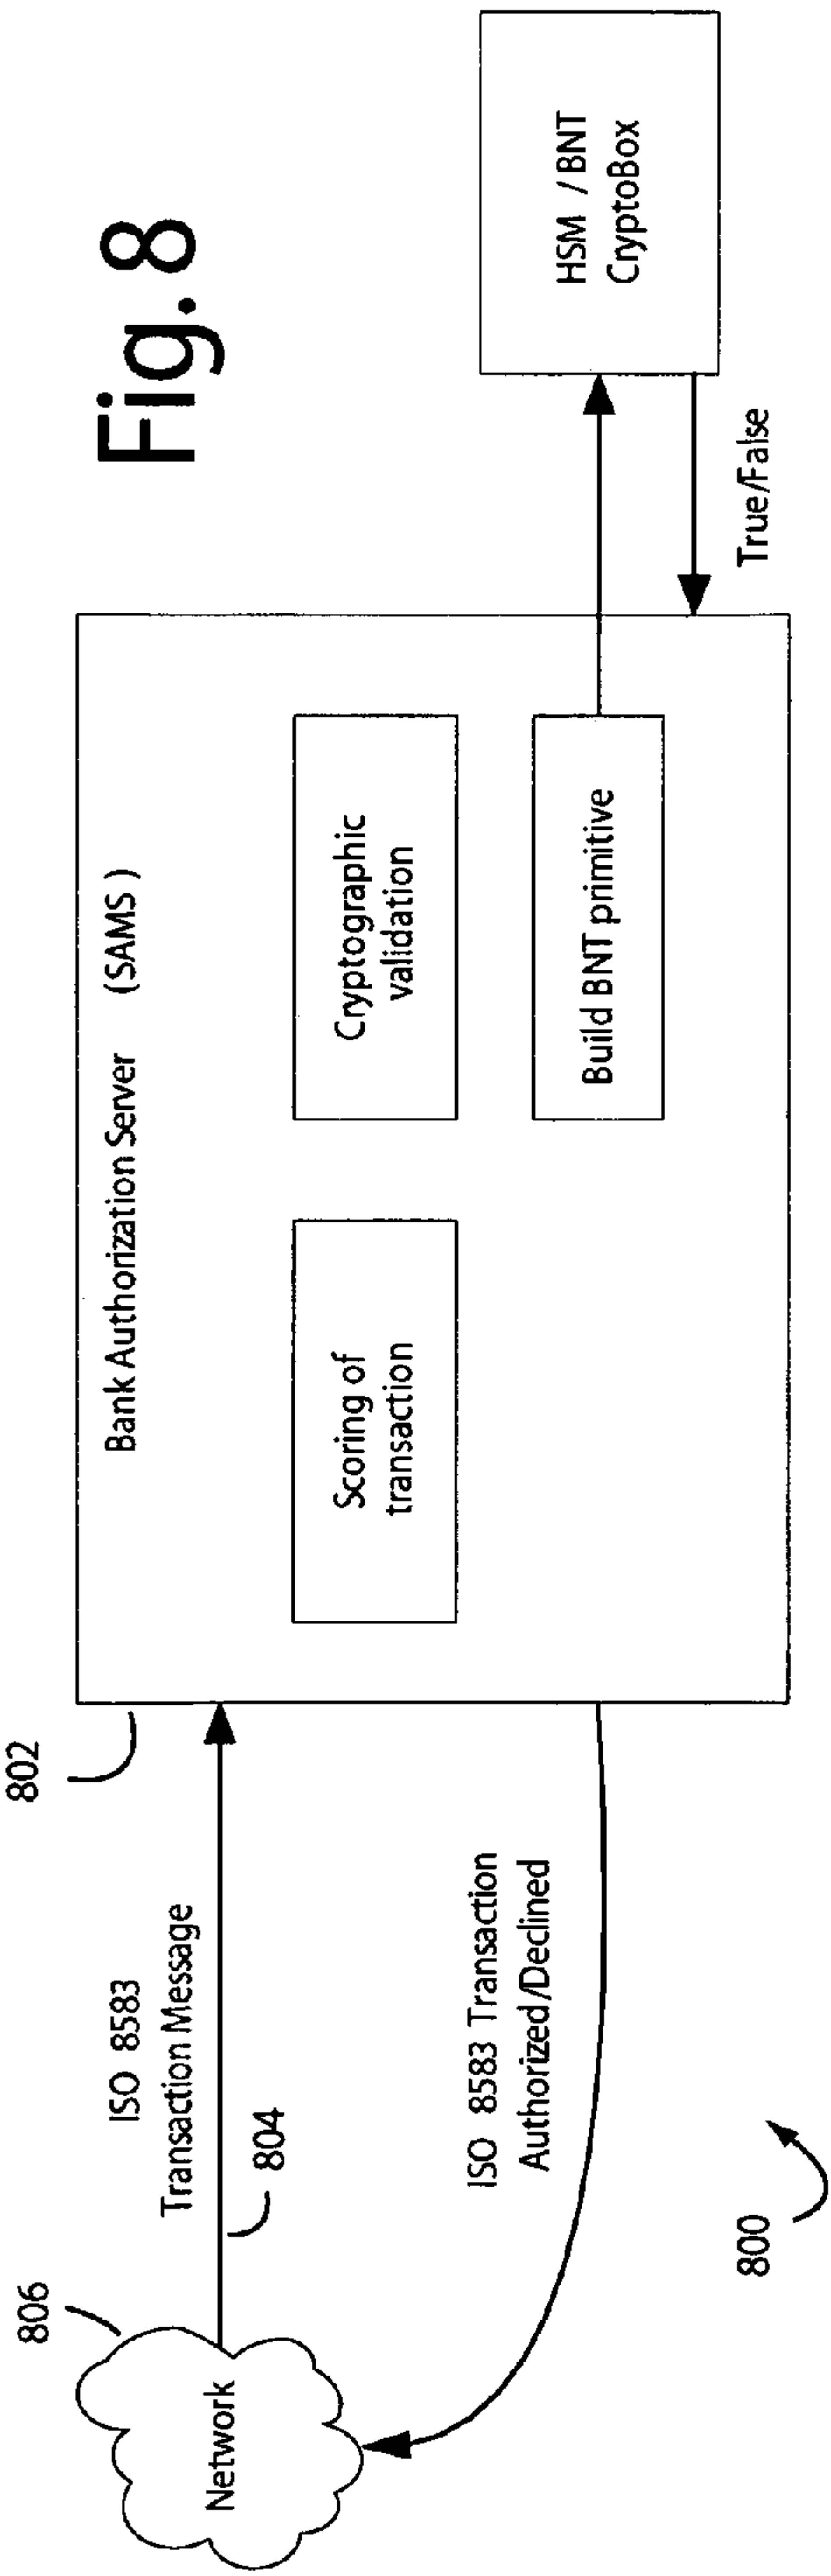 Fig. 8
806
Network
ISO 8583
Transaction Message
804
802
Bank Authorization Server (SAMS )
Scoring of
transaction
Cryptographic
validation
Build BNT primitive
HSM / BNT
CryptoBox
True/False
ISO 8583 Transaction
Authorized/Declined
800